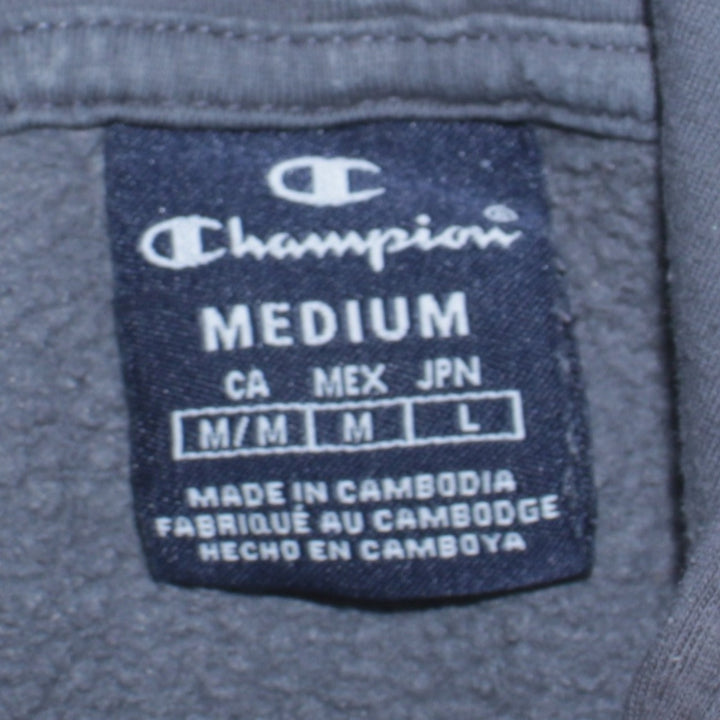 Champion®
MEDIUM
CA MEX JPN
M/M M L
MADE IN CAMBODIA
FABRIQUÉ AU CAMBODGE
HECHO EN CAMBOYA